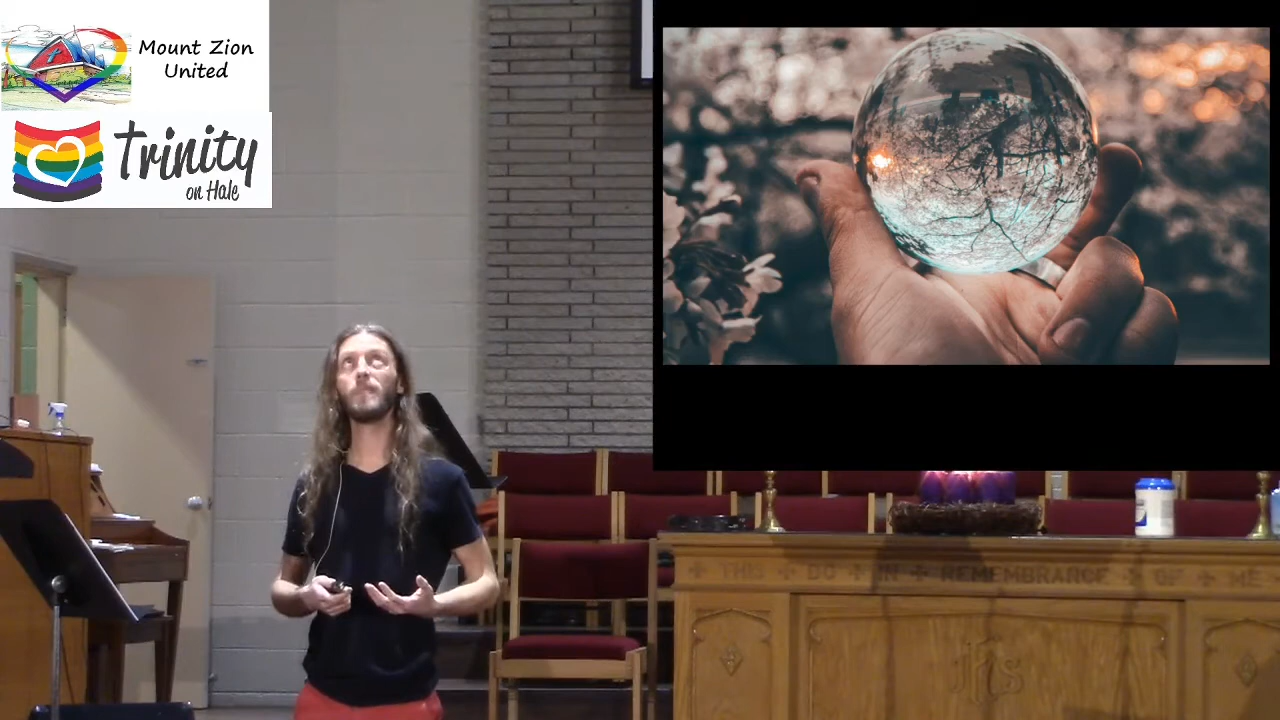 Mount Zion
United
Trinity
on Hale
THIS DO IN REMEMBRANCE OF ME